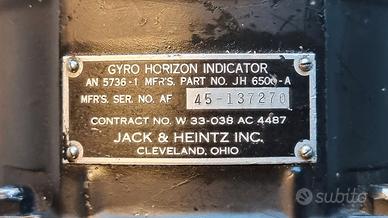 GYRO HORIZON INDICATOR
AN 5736-1 MFR'S. PART NO. JH 6500-A
MFR'S. SER. NO. AF 45-137270
CONTRACT NO. W 33-038 AC 4487
JACK & HEINTZ INC.
CLEVELAND, OHIO
subito